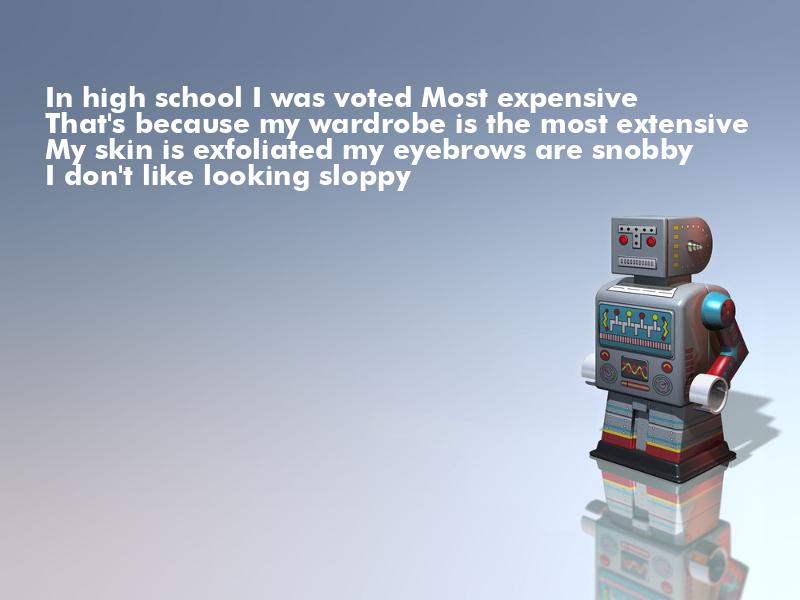 In high school I was voted Most expensive
That's because my wardrobe is the most extensive
My skin is exfoliated my eyebrows are snobby
I don't like looking sloppy